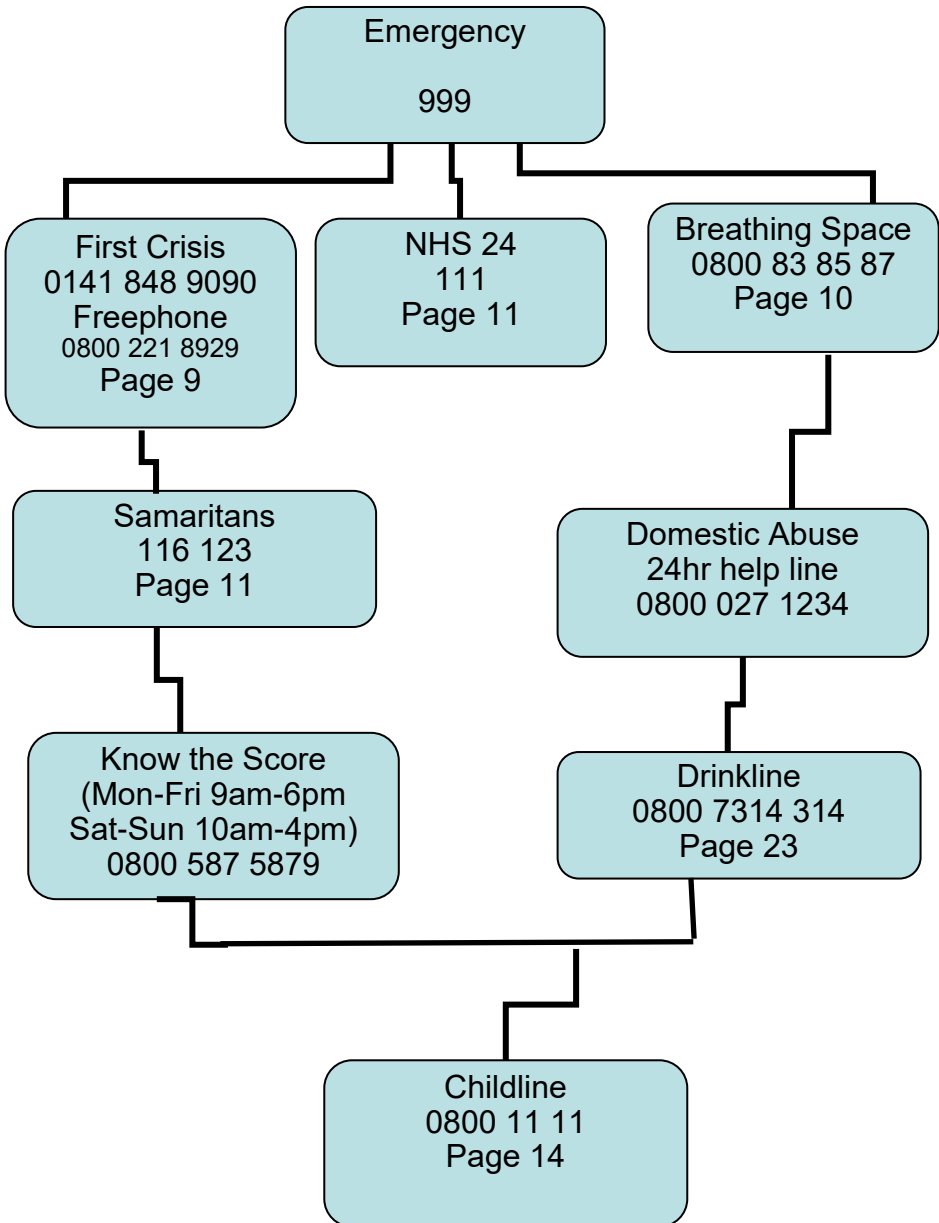 Emergency
999
First Crisis
0141 848 9090
Freephone
0800 221 8929
Page 9
NHS 24
111
Page 11
Breathing Space
0800 83 85 87
Page 10
Samaritans
116 123
Page 11
Domestic Abuse
24hr help line
0800 027 1234
Know the Score
(Mon-Fri 9am-6pm
Sat-Sun 10am-4pm)
0800 587 5879
Drinkline
0800 7314 314
Page 23
Childline
0800 11 11
Page 14